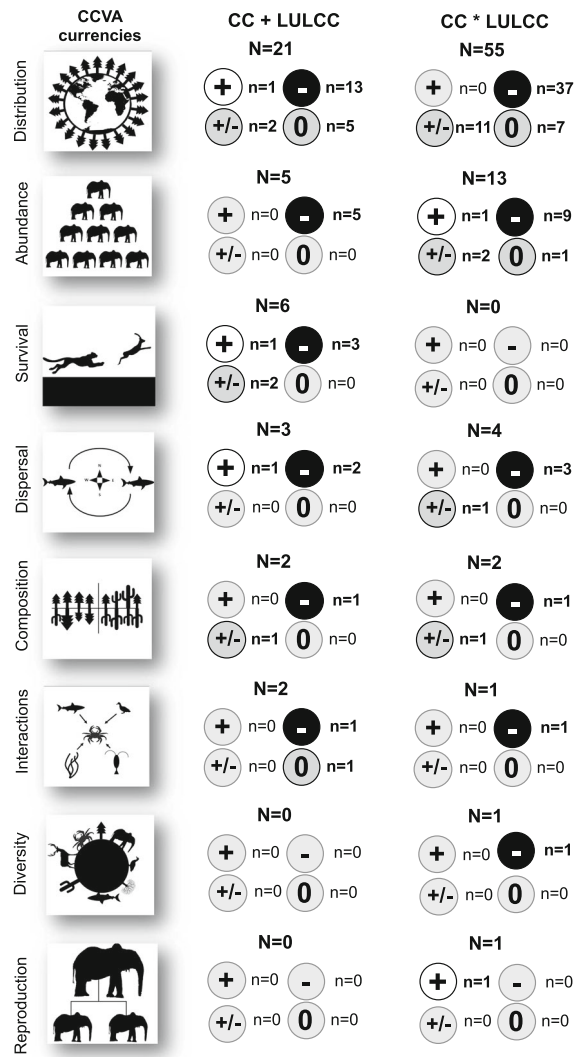 CCVA currencies CC + LULCC CC * LULCC
Distribution
N=21 N=55
+ n=1 - n=13 + n=0 - n=37
+/- n=2 0 n=5 +/- n=11 0 n=7
Abundance
N=5 N=13
+ n=0 - n=5 + n=1 - n=9
+/- n=0 0 n=0 +/- n=2 0 n=1
Survival
N=6 N=0
+ n=1 - n=3 + n=0 - n=0
+/- n=2 0 n=0 +/- n=0 0 n=0
Dispersal
N=3 N=4
+ n=1 - n=2 + n=0 - n=3
+/- n=0 0 n=0 +/- n=1 0 n=0
Composition
N=2 N=2
+ n=0 - n=1 + n=0 - n=1
+/- n=1 0 n=0 +/- n=1 0 n=0
Interactions
N=2 N=1
+ n=0 - n=1 + n=0 - n=1
+/- n=0 0 n=1 +/- n=0 0 n=0
Diversity
N=0 N=1
+ n=0 - n=0 + n=0 - n=1
+/- n=0 0 n=0 +/- n=0 0 n=0
Reproduction
N=0 N=1
+ n=0 - n=0 + n=1 - n=0
+/- n=0 0 n=0 +/- n=0 0 n=0